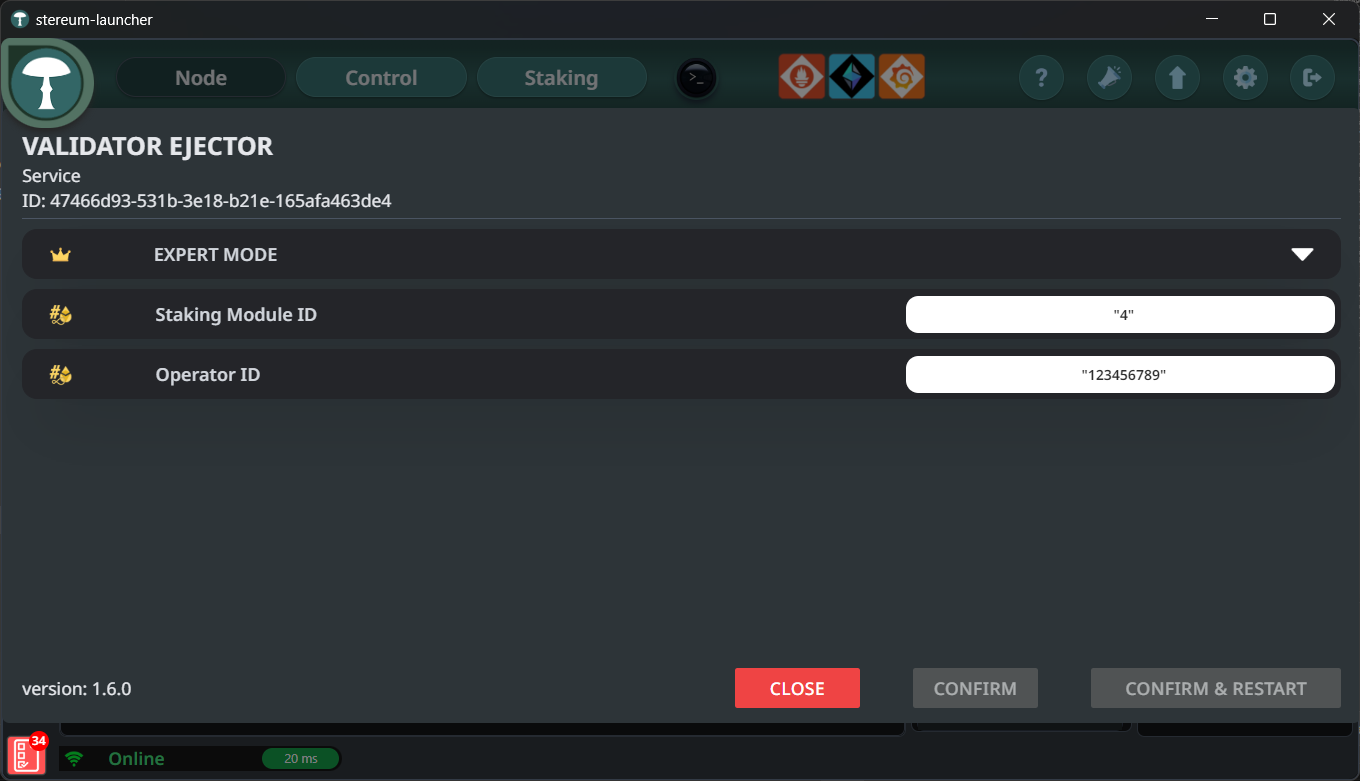 stereum-launcher
Node
Control
Staking
>_
?
VALIDATOR EJECTOR
Service
ID: 47466d93-531b-3e18-b21e-165afa463de4
EXPERT MODE
# Staking Module ID "4"
# Operator ID "123456789"
version: 1.6.0
CLOSE
CONFIRM
CONFIRM & RESTART
34
Online
20 ms